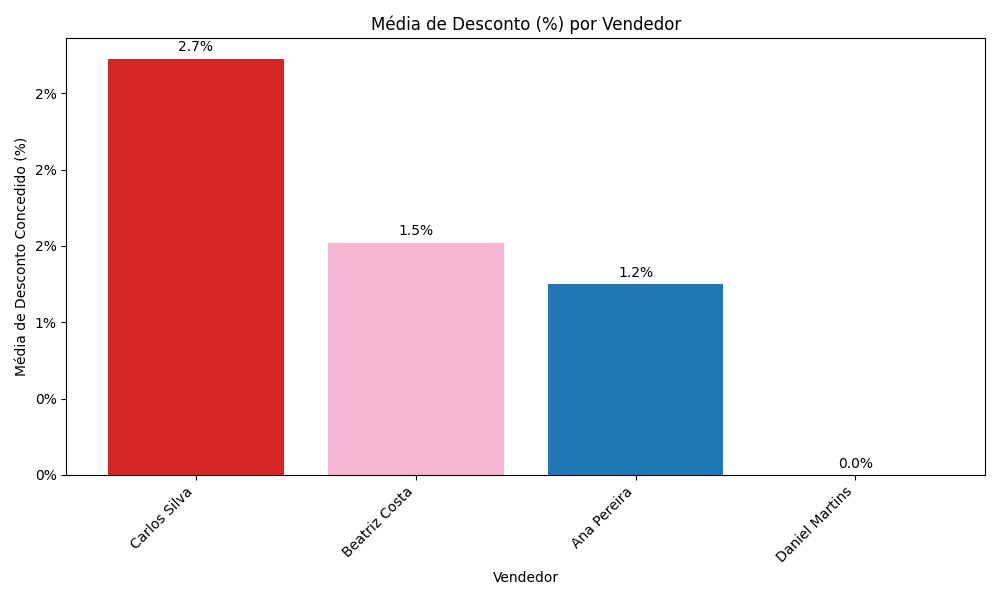 Média de Desconto (%) por Vendedor
2.7%
1.5%
1.2%
0.0%
2%
2%
2%
1%
0%
0%
Média de Desconto Concedido (%)
Carlos Silva
Beatriz Costa
Ana Pereira
Daniel Martins
Vendedor